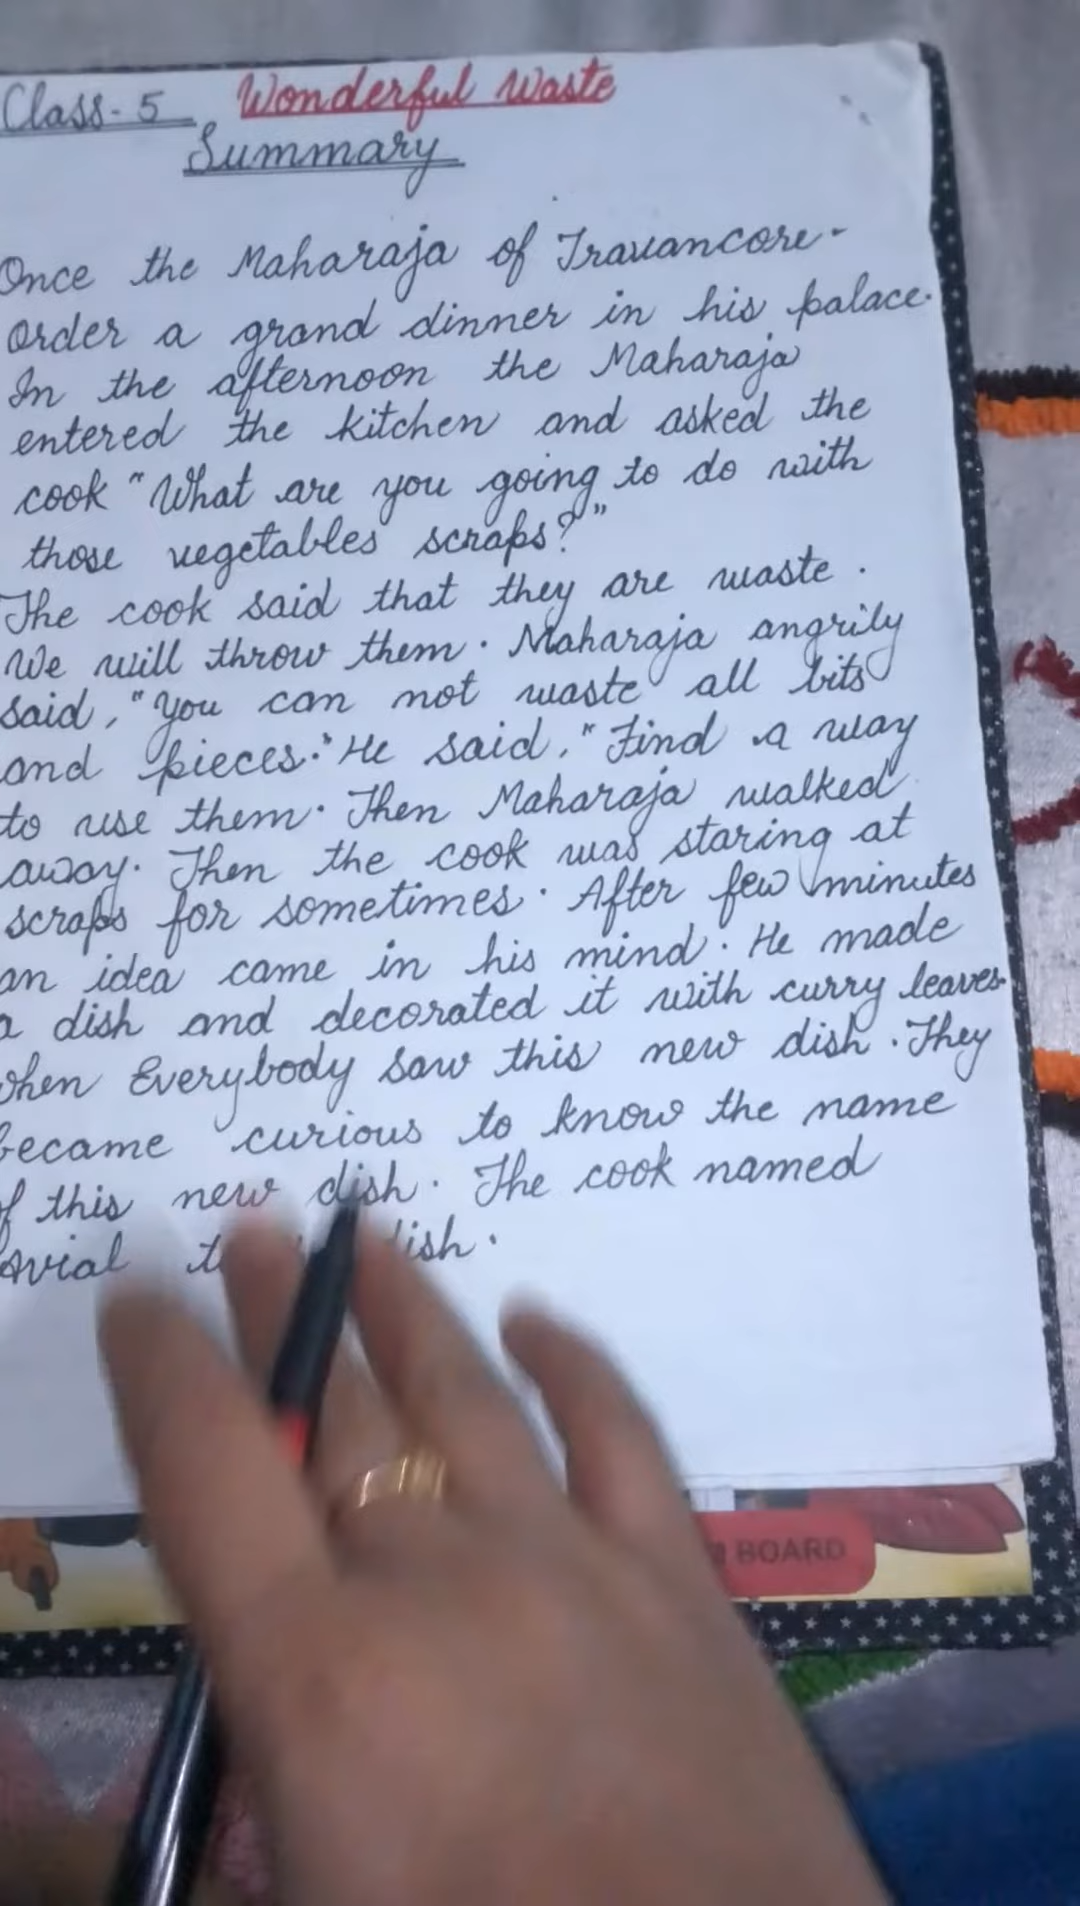 Class-5 Wonderful Waste
Summary
Once the Maharaja of Travancore-
order a grand dinner in his palace.
In the afternoon the Maharaja
entered the kitchen and asked the
cook "What are you going to do with
those vegetables scraps?"
The cook said that they are waste.
We will throw them. Maharaja angrily
said, "You can not waste all bits
and pieces." He said, "Find a way
to use them. Then Maharaja walked
away. Then the cook was staring at
scraps for sometimes. After few minutes
an idea came in his mind. He made
a dish and decorated it with curry leaves.
when Everybody saw this new dish. They
became curious to know the name
of this new dish. The cook named
Avial dish.
BOARD